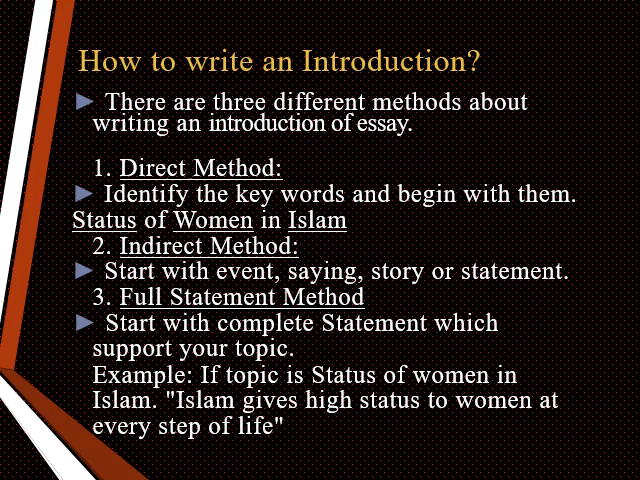 How to write an Introduction?
► There are three different methods about
writing an introduction of essay.
1. Direct Method:
► Identify the key words and begin with them.
Status of Women in Islam
2. Indirect Method:
► Start with event, saying, story or statement.
3. Full Statement Method
► Start with complete Statement which
support your topic.
Example: If topic is Status of women in
Islam. "Islam gives high status to women at
every step of life"